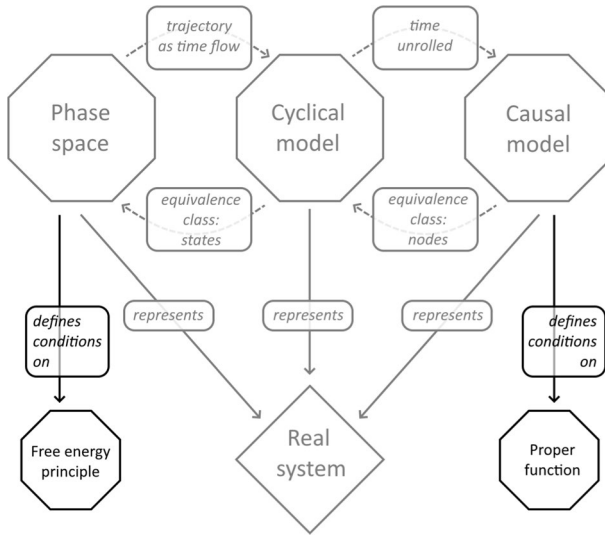 trajectory
as time flow
time
unrolled
Phase
space
Cyclical
model
Causal
model
equivalence
class:
states
equivalence
class:
nodes
defines
conditions
on
represents
represents
represents
defines
conditions
on
Free energy
principle
Real
system
Proper
function